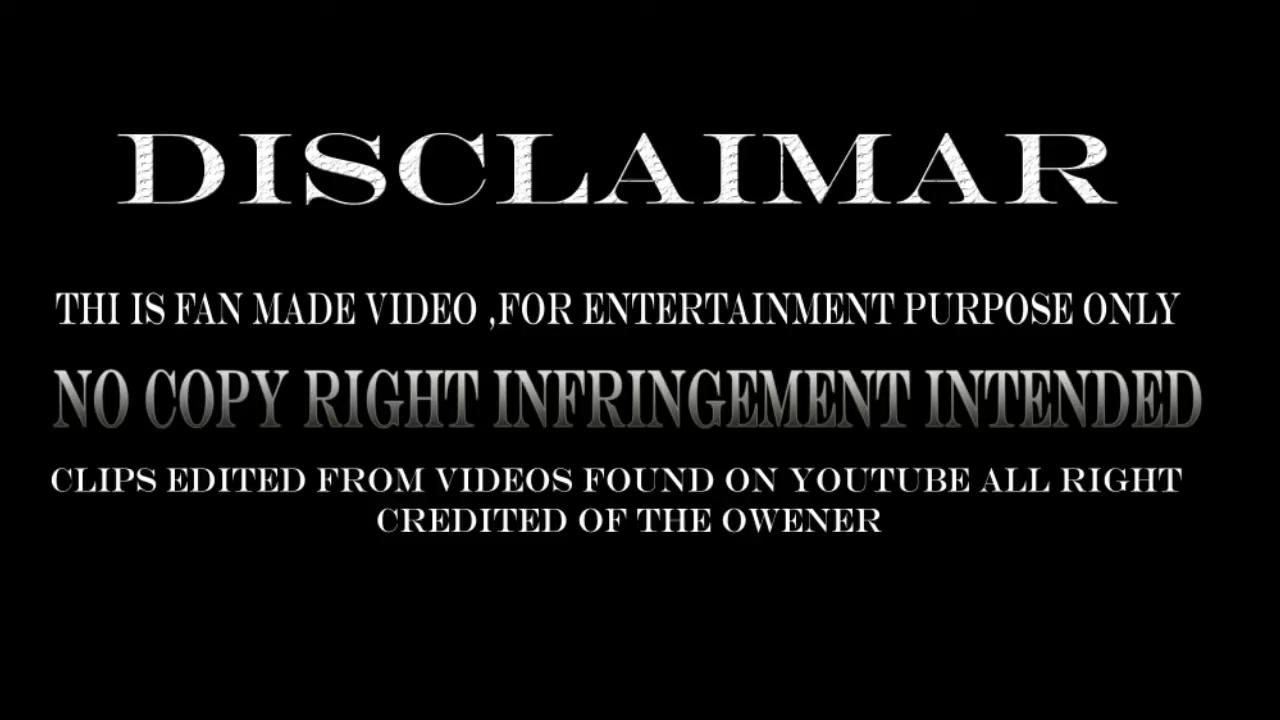 DISCLAIMAR
THI IS FAN MADE VIDEO ,FOR ENTERTAINMENT PURPOSE ONLY
NO COPY RIGHT INFRINGEMENT INTENDED
CLIPS EDITED FROM VIDEOS FOUND ON YOUTUBE ALL RIGHT
CREDITED OF THE OWENER